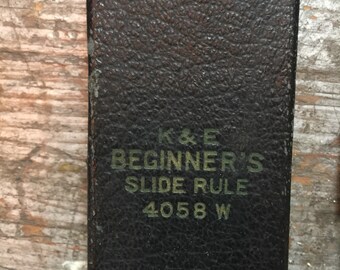 K & E
BEGINNER'S
SLIDE RULE
4058 W